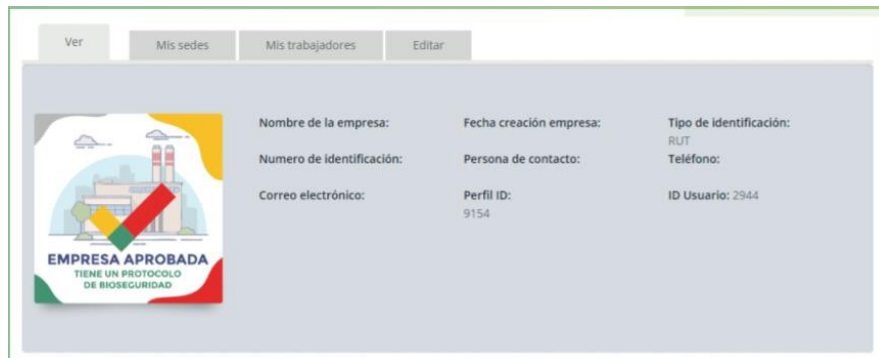 Ver
Mis sedes
Mis trabajadores
Editar
Nombre de la empresa:
Fecha creación empresa:
Tipo de identificación:
RUT
Numero de identificación:
Persona de contacto:
Teléfono:
Correo electrónico:
Perfil ID:
9154
ID Usuario: 2944
EMPRESA APROBADA
TIENE UN PROTOCOLO
DE BIOSEGURIDAD